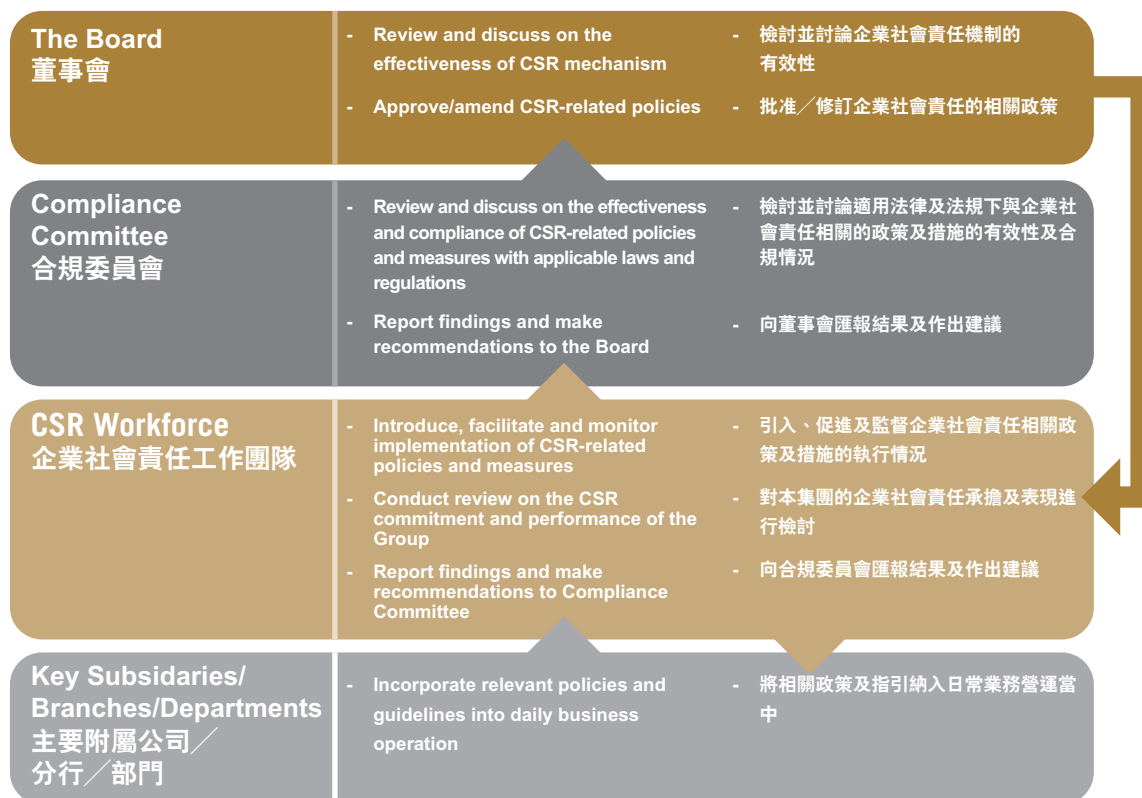 The Board
董事會
- Review and discuss on the
effectiveness of CSR mechanism
- Approve/amend CSR-related policies
- 檢討並討論企業社會責任機制的
有效性
- 批准╱修訂企業社會責任的相關政策
Compliance
Committee
合規委員會
- Review and discuss on the effectiveness
and compliance of CSR-related policies
and measures with applicable laws and
regulations
- Report findings and make
recommendations to the Board
- 檢討並討論適用法律及法規下與企業社
會責任相關的政策及措施的有效性及合
規情況
- 向董事會匯報結果及作出建議
CSR Workforce
企業社會責任工作團隊
- Introduce, facilitate and monitor
implementation of CSR-related
policies and measures
- Conduct review on the CSR
commitment and performance of the
Group
- Report findings and make
recommendations to Compliance
Committee
- 引入、促進及監督企業社會責任相關政
策及措施的執行情況
- 對本集團的企業社會責任承擔及表現進
行檢討
- 向合規委員會匯報結果及作出建議
Key Subsidaries/
Branches/Departments
主要附屬公司╱
分行╱部門
- Incorporate relevant policies and
guidelines into daily business
operation
- 將相關政策及指引納入日常業務營運當
中